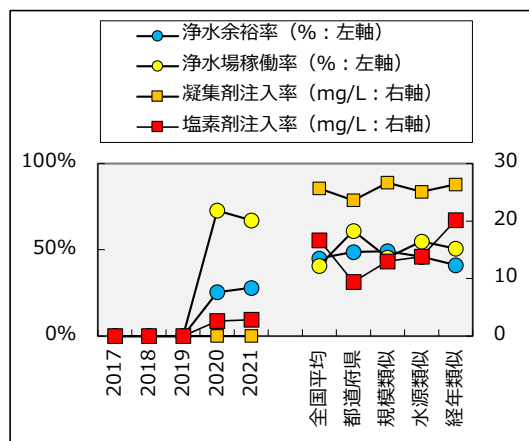 浄水余裕率（%：左軸）
浄水場稼働率（%：左軸）
凝集剤注入率（mg/L：右軸）
塩素剤注入率（mg/L：右軸）
100%
50%
0%
30
20
10
0
2017
2018
2019
2020
2021
全国平均
都道府県
規模類似
水源類似
経年類似